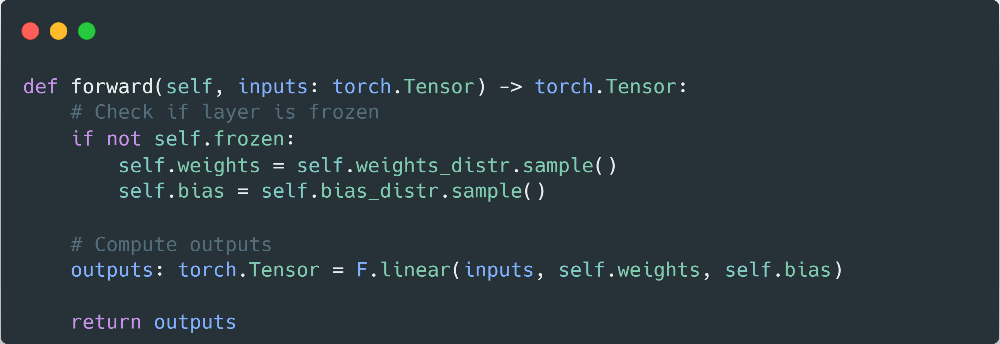 def forward(self, inputs: torch.Tensor) -> torch.Tensor:
    # Check if layer is frozen
    if not self.frozen:
        self.weights = self.weights_distr.sample()
        self.bias = self.bias_distr.sample()

    # Compute outputs
    outputs: torch.Tensor = F.linear(inputs, self.weights, self.bias)

    return outputs